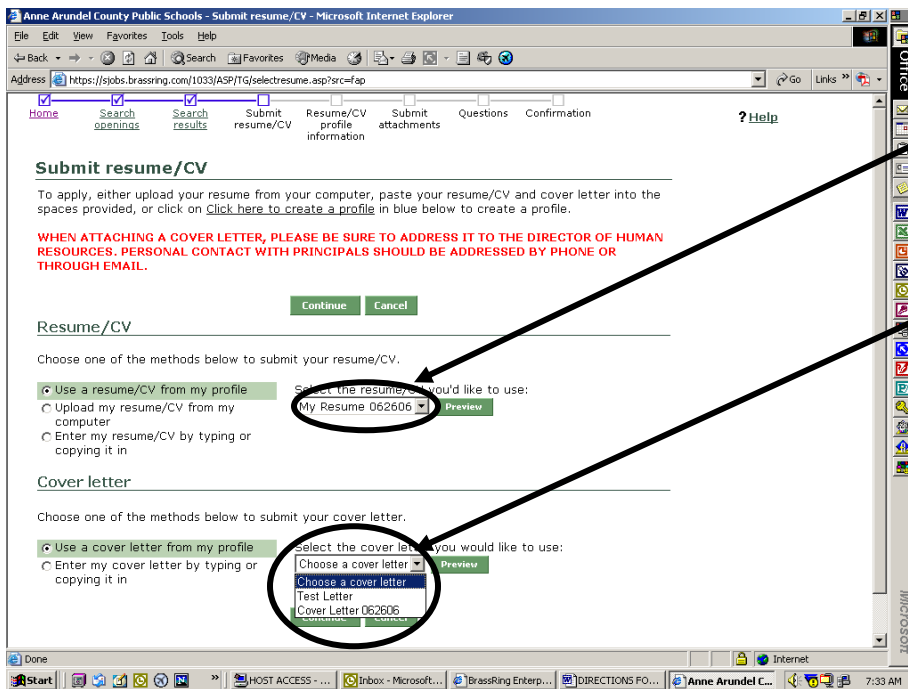 Anne Arundel County Public Schools - Submit resume/CV - Microsoft Internet Explorer
File Edit View Favorites Tools Help
Back Search Favorites Media
Address https://sjobs.brassring.com/1033/ASP/TG/selectresume.asp?src=fap Go Links »
Home Search openings Search results Submit resume/CV Resume/CV profile information Submit attachments Questions Confirmation
? Help
Submit resume/CV
To apply, either upload your resume from your computer, paste your resume/CV and cover letter into the
spaces provided, or click on Click here to create a profile in blue below to create a profile.
WHEN ATTACHING A COVER LETTER, PLEASE BE SURE TO ADDRESS IT TO THE DIRECTOR OF HUMAN
RESOURCES. PERSONAL CONTACT WITH PRINCIPALS SHOULD BE ADDRESSED BY PHONE OR
THROUGH EMAIL.
Continue Cancel
Resume/CV
Choose one of the methods below to submit your resume/CV.
Use a resume/CV from my profile
Upload my resume/CV from my
computer
Enter my resume/CV by typing or
copying it in
Select the resume/CV you'd like to use:
My Resume 062606 Preview
Cover letter
Choose one of the methods below to submit your cover letter.
Use a cover letter from my profile
Enter my cover letter by typing or
copying it in
Select the cover letter you would like to use:
Choose a cover letter Preview
Choose a cover letter
Test Letter
Cover Letter 062606
Continue Cancel
Done Internet
Start » HOST ACCESS - ... Inbox - Microsoft... BrassRing Enterp... DIRECTIONS FO... Anne Arundel C... 7:33 AM
Office
Microsoft